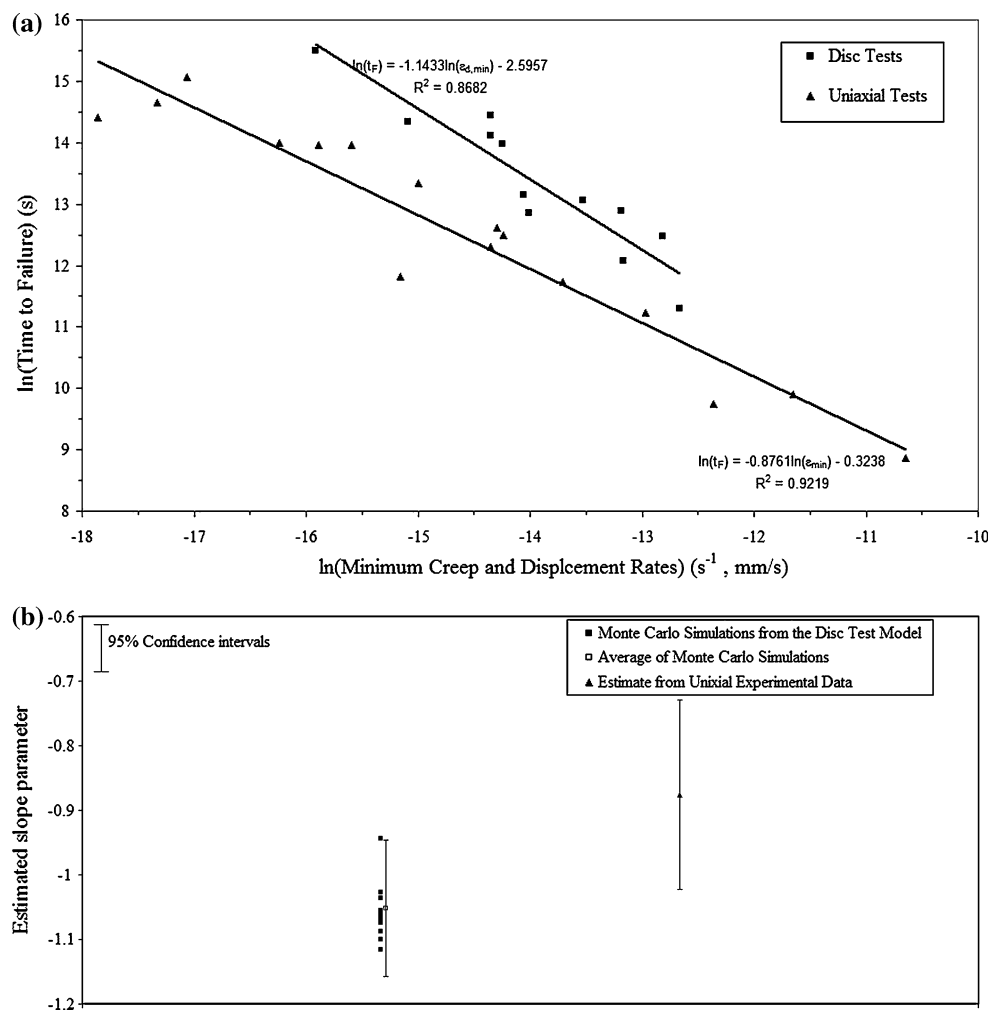 (a)
16
15
14
13
12
11
10
9
8
ln(Time to Failure) (s)
ln(tF) = -1.1433ln(εd,min) - 2.5957
R² = 0.8682
Disc Tests
Uniaxial Tests
ln(tF) = -0.8761ln(εmin) - 0.3238
R² = 0.9219
-18 -17 -16 -15 -14 -13 -12 -11 -10
ln(Minimum Creep and Displcement Rates) (s⁻¹ , mm/s)
(b)
-0.6
-0.7
-0.8
-0.9
-1
-1.1
-1.2
Estimated slope parameter
95% Confidence intervals
Monte Carlo Simulations from the Disc Test Model
Average of Monte Carlo Simulations
Estimate from Unixial Experimental Data